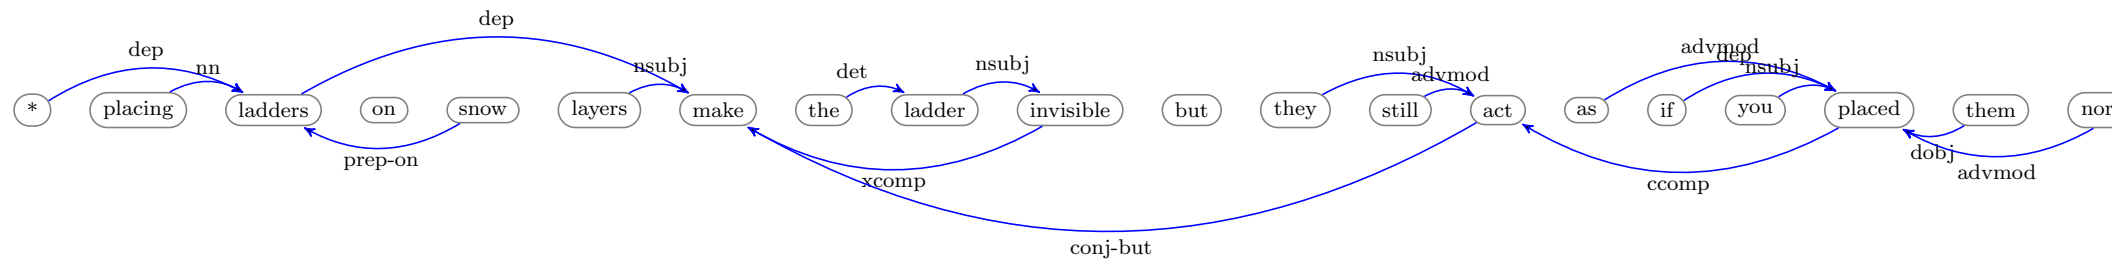 dep
dep
nn
nsubj
det
nsubj
nsubj
advmod
advmod
dep
nsubj
* placing ladders on snow layers make the ladder invisible but they still act as if you placed them nor
prep-on
xcomp
conj-but
ccomp
dobj
advmod